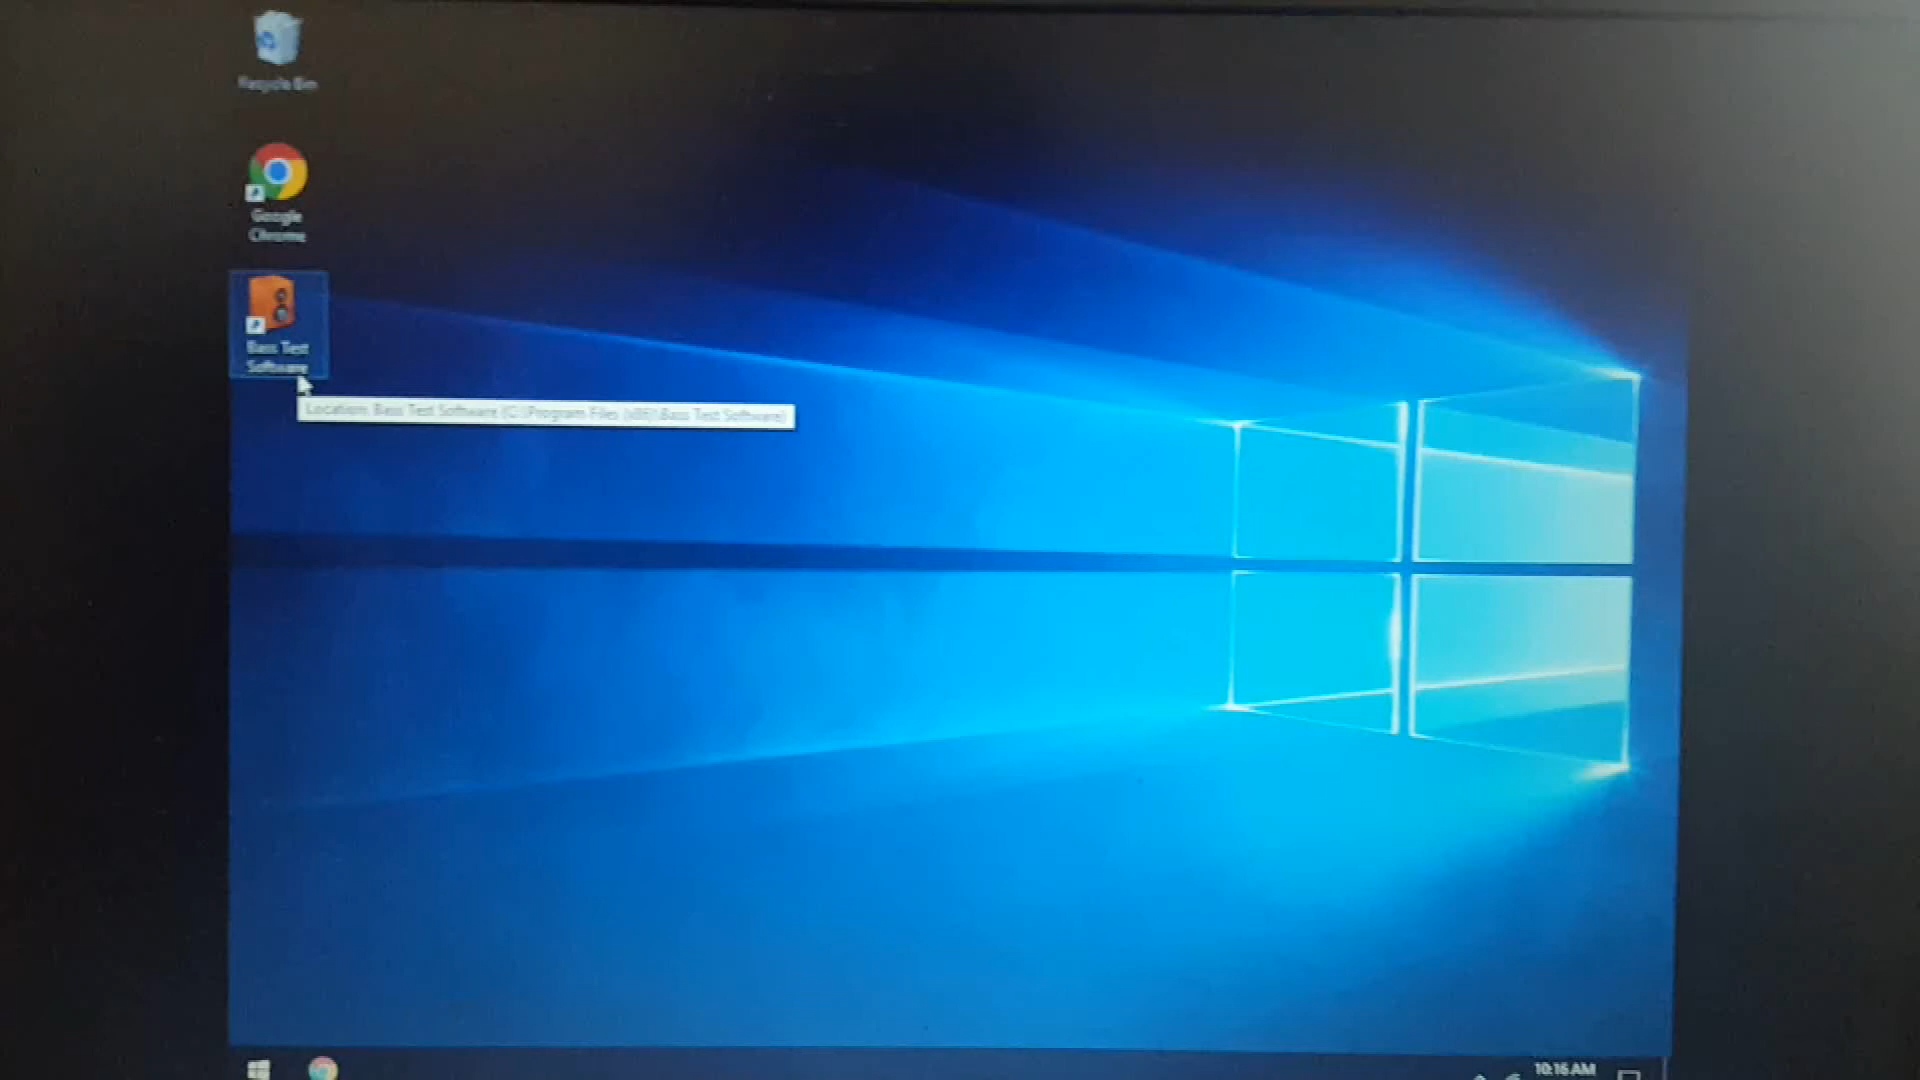 Recycle Bin
Google
Chrome
Bass Test
Software
Location: Bass Test Software (C:\Program Files (x86)\Bass Test Software)
10:16 AM